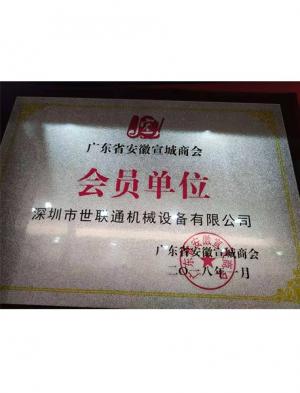 广东省安徽宣城商会
会员单位
深圳市世联通机械设备有限公司
广东省安徽宣城商会
二〇一八年一月